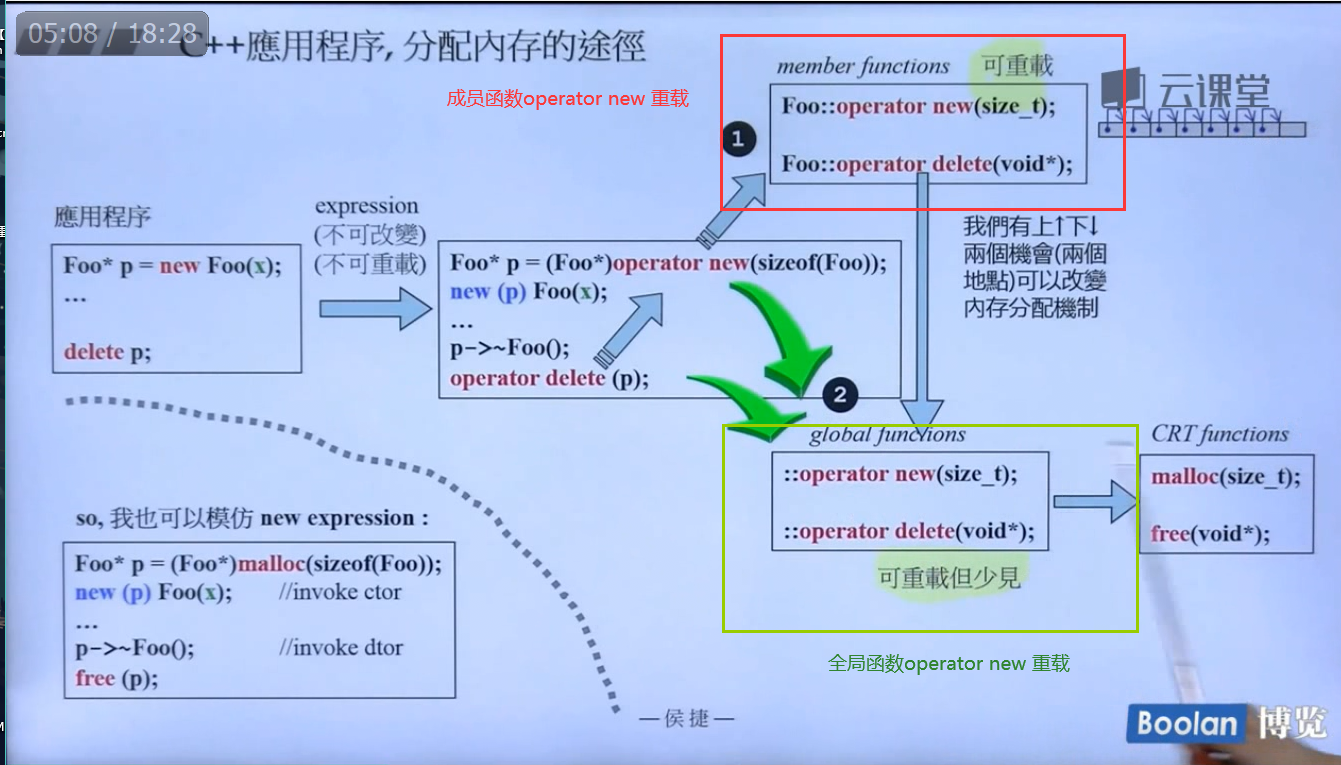 05:08 / 18:28
C++應用程序, 分配內存的途徑
member functions 可重載
成员函数operator new 重载
云课堂
Foo::operator new(size_t);
1
Foo::operator delete(void*);
應用程序
expression
(不可改變)
(不可重載)
Foo* p = new Foo(x);
...
delete p;
Foo* p = (Foo*)operator new(sizeof(Foo));
new (p) Foo(x);
...
p->~Foo();
operator delete (p);
我們有上↑下↓
兩個機會(兩個
地點)可以改變
內存分配機制
2
global functions
::operator new(size_t);
::operator delete(void*);
可重載但少見
CRT functions
malloc(size_t);
free(void*);
全局函数operator new 重载
so, 我也可以模仿 new expression :
Foo* p = (Foo*)malloc(sizeof(Foo));
new (p) Foo(x); //invoke ctor
...
p->~Foo(); //invoke dtor
free (p);
—侯捷—
Boolan 博览